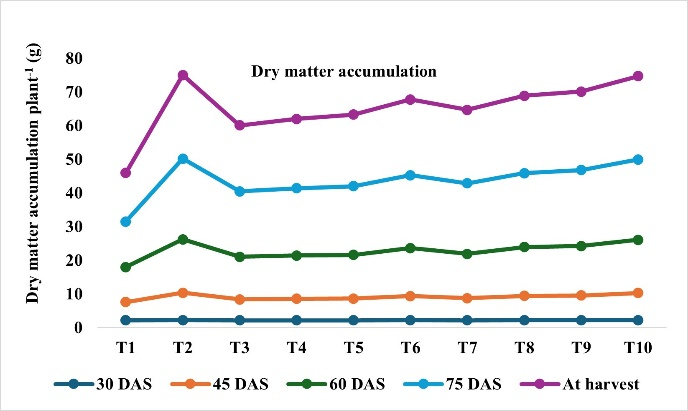 Dry matter accumulation
Dry matter accumulation plant⁻¹ (g)
80
70
60
50
40
30
20
10
0
T1 T2 T3 T4 T5 T6 T7 T8 T9 T10
30 DAS 45 DAS 60 DAS 75 DAS At harvest